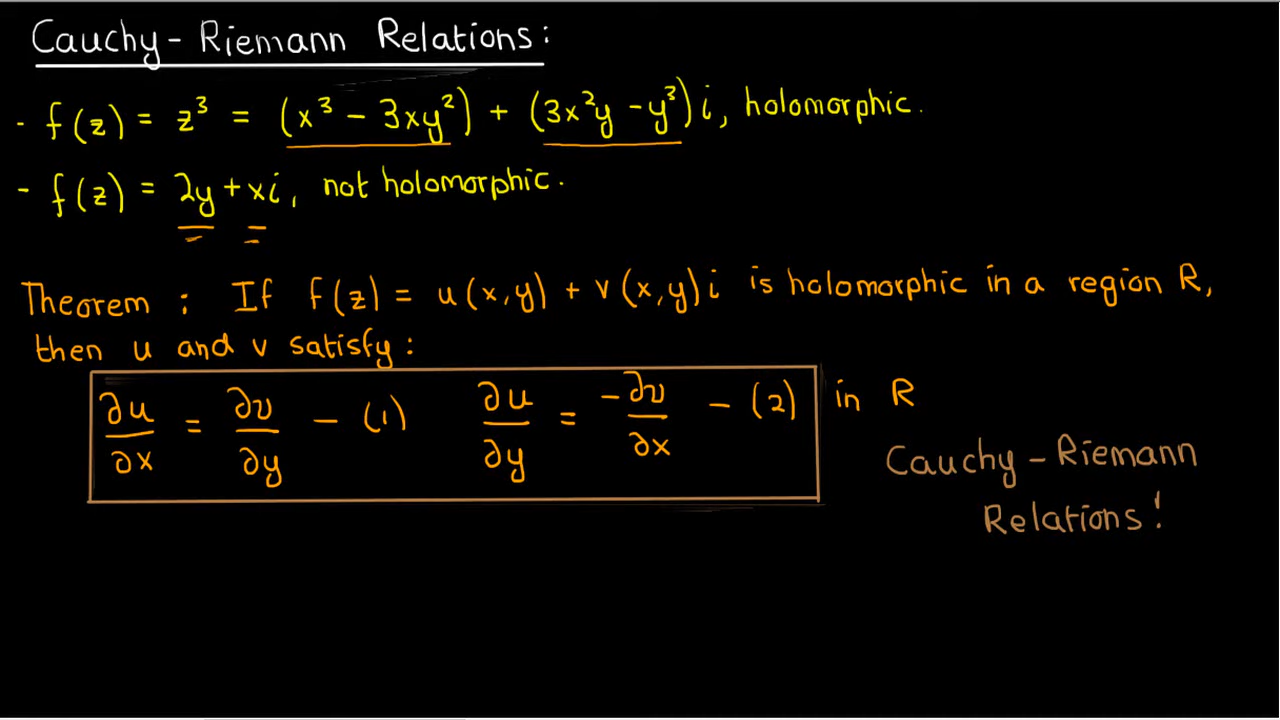 Cauchy - Riemann Relations:
- f(z) = z³ = (x³ - 3xy²) + (3x²y - y³)i, holomorphic.
- f(z) = 2y + xi, not holomorphic.
Theorem: If f(z) = u(x,y) + v(x,y)i is holomorphic in a region R,
then u and v satisfy:
∂u/∂x = ∂v/∂y - (1) ∂u/∂y = -∂v/∂x - (2) in R
Cauchy - Riemann
Relations!